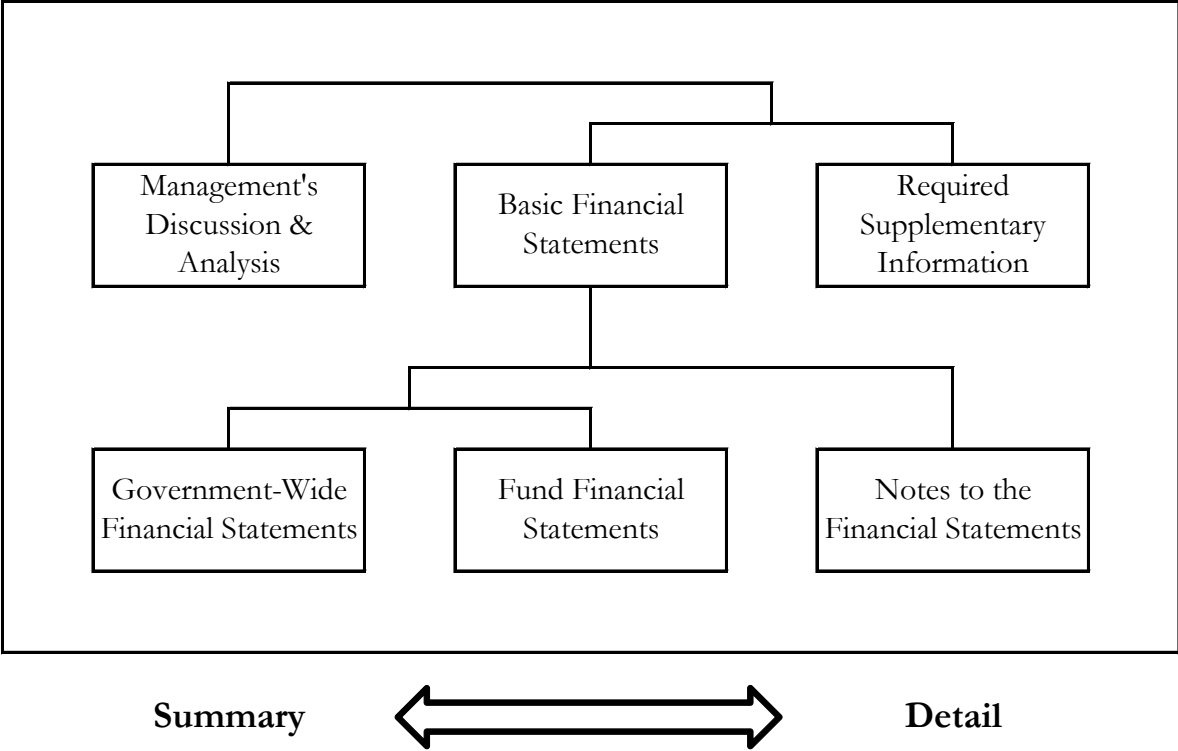 Management's
Discussion &
Analysis
Basic Financial
Statements
Required
Supplementary
Information
Government-Wide
Financial Statements
Fund Financial
Statements
Notes to the
Financial Statements
Summary
Detail